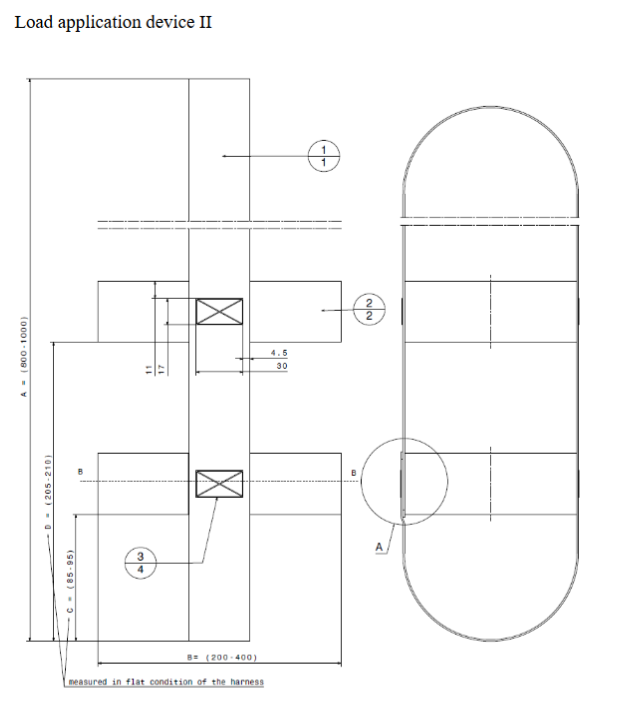 Load application device II
1
1
2
2
4.5
30
11
17
A = (800-1000)
D = (205-210)
B
B
A
C = (85-95)
3
4
B= (200-400)
measured in flat condition of the harness